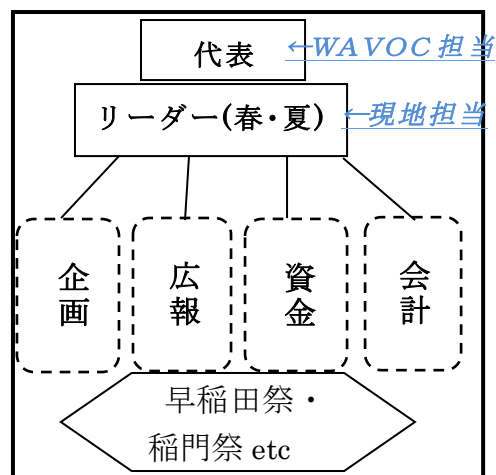 代表
←WAVOC担当
リーダー(春・夏)
←現地担当
企画
広報
資金
会計
早稲田祭・
稲門祭 etc